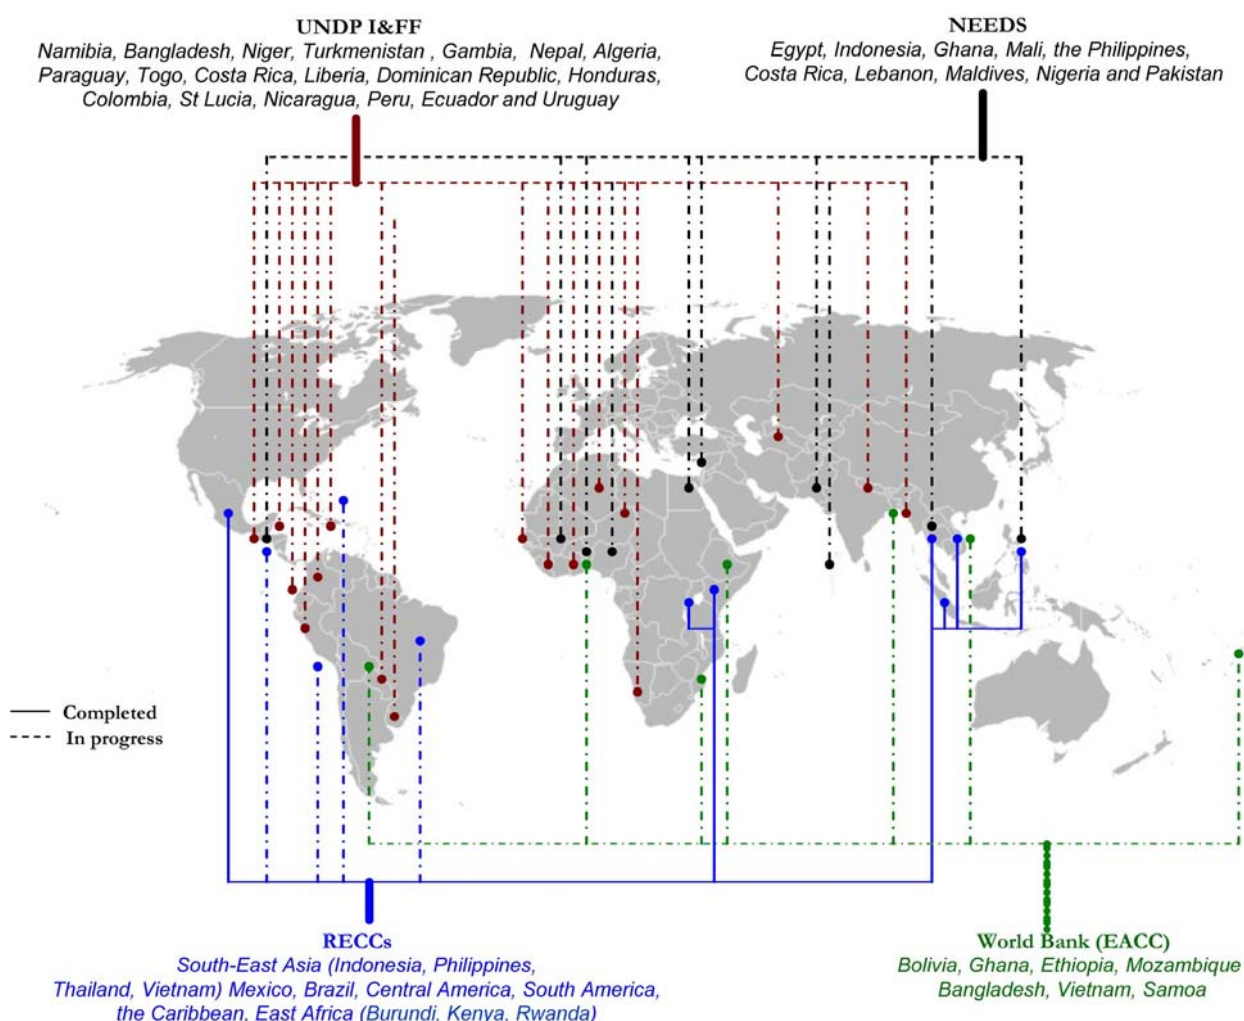 UNDP I&FF
Namibia, Bangladesh, Niger, Turkmenistan , Gambia, Nepal, Algeria,
Paraguay, Togo, Costa Rica, Liberia, Dominican Republic, Honduras,
Colombia, St Lucia, Nicaragua, Peru, Ecuador and Uruguay
NEEDS
Egypt, Indonesia, Ghana, Mali, the Philippines,
Costa Rica, Lebanon, Maldives, Nigeria and Pakistan
Completed
In progress
RECCs
South-East Asia (Indonesia, Philippines,
Thailand, Vietnam) Mexico, Brazil, Central America, South America,
the Caribbean, East Africa (Burundi, Kenya, Rwanda)
World Bank (EACC)
Bolivia, Ghana, Ethiopia, Mozambique
Bangladesh, Vietnam, Samoa